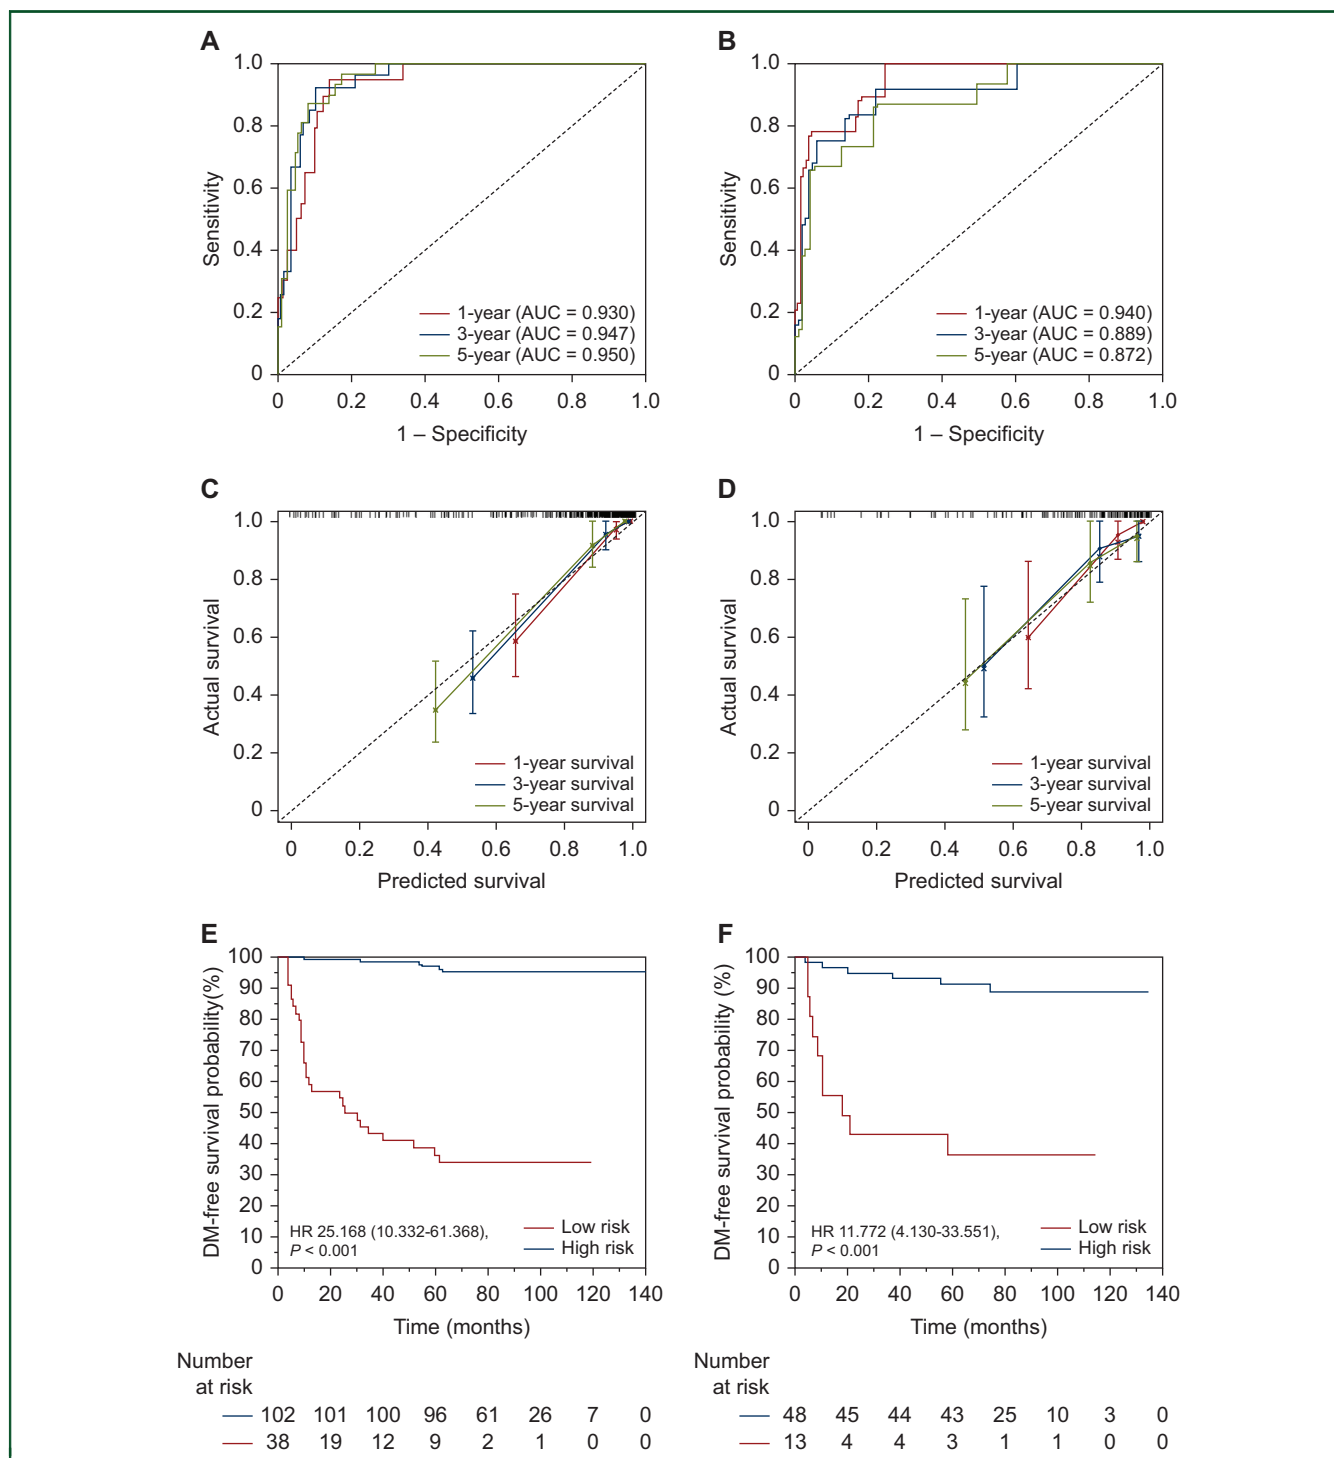 A
1.0
0.8
0.6
0.4
0.2
0
Sensitivity
1-year (AUC = 0.930)
3-year (AUC = 0.947)
5-year (AUC = 0.950)
0 0.2 0.4 0.6 0.8 1.0
1 – Specificity
B
1.0
0.8
0.6
0.4
0.2
0
Sensitivity
1-year (AUC = 0.940)
3-year (AUC = 0.889)
5-year (AUC = 0.872)
0 0.2 0.4 0.6 0.8 1.0
1 – Specificity
C
1.0
0.8
0.6
0.4
0.2
0
Actual survival
1-year survival
3-year survival
5-year survival
0 0.2 0.4 0.6 0.8 1.0
Predicted survival
D
1.0
0.8
0.6
0.4
0.2
0
Actual survival
1-year survival
3-year survival
5-year survival
0 0.2 0.4 0.6 0.8 1.0
Predicted survival
E
100
90
80
70
60
50
40
30
20
10
0
DM-free survival probability(%)
HR 25.168 (10.332-61.368),
P < 0.001
Low risk
High risk
0 20 40 60 80 100 120 140
Time (months)
Number
at risk
102 101 100 96 61 26 7 0
38 19 12 9 2 1 0 0
F
100
90
80
70
60
50
40
30
20
10
0
DM-free survival probability (%)
HR 11.772 (4.130-33.551),
P < 0.001
Low risk
High risk
0 20 40 60 80 100 120 140
Time (months)
Number
at risk
48 45 44 43 25 10 3 0
13 4 4 3 1 1 0 0